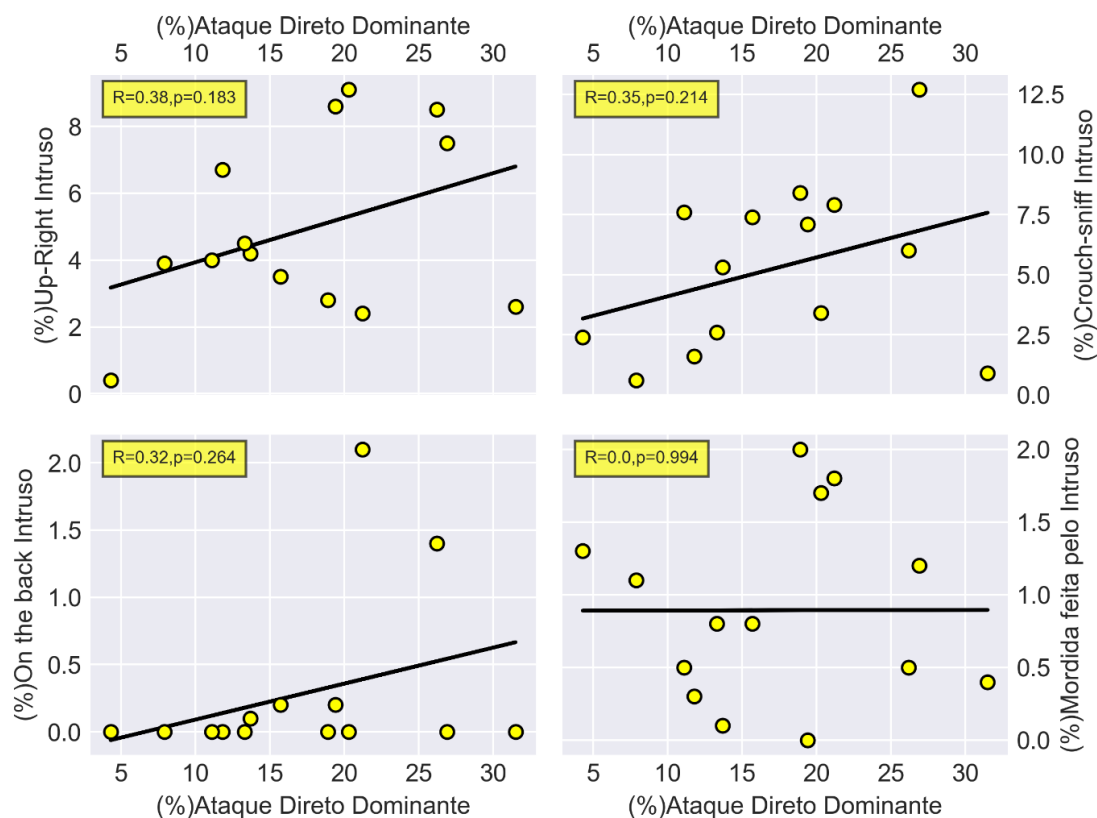 (%)Ataque Direto Dominante
5 10 15 20 25 30
R=0.38,p=0.183
(%)Up-Right Intruso
8
6
4
2
0
(%)Ataque Direto Dominante
5 10 15 20 25 30
R=0.35,p=0.214
12.5
10.0
7.5
5.0
2.5
0.0
(%)Crouch-sniff Intruso
R=0.32,p=0.264
(%)On the back Intruso
2.0
1.5
1.0
0.5
0.0
5 10 15 20 25 30
(%)Ataque Direto Dominante
R=0.0,p=0.994
2.0
1.5
1.0
0.5
0.0
(%)Mordida feita pelo Intruso
5 10 15 20 25 30
(%)Ataque Direto Dominante